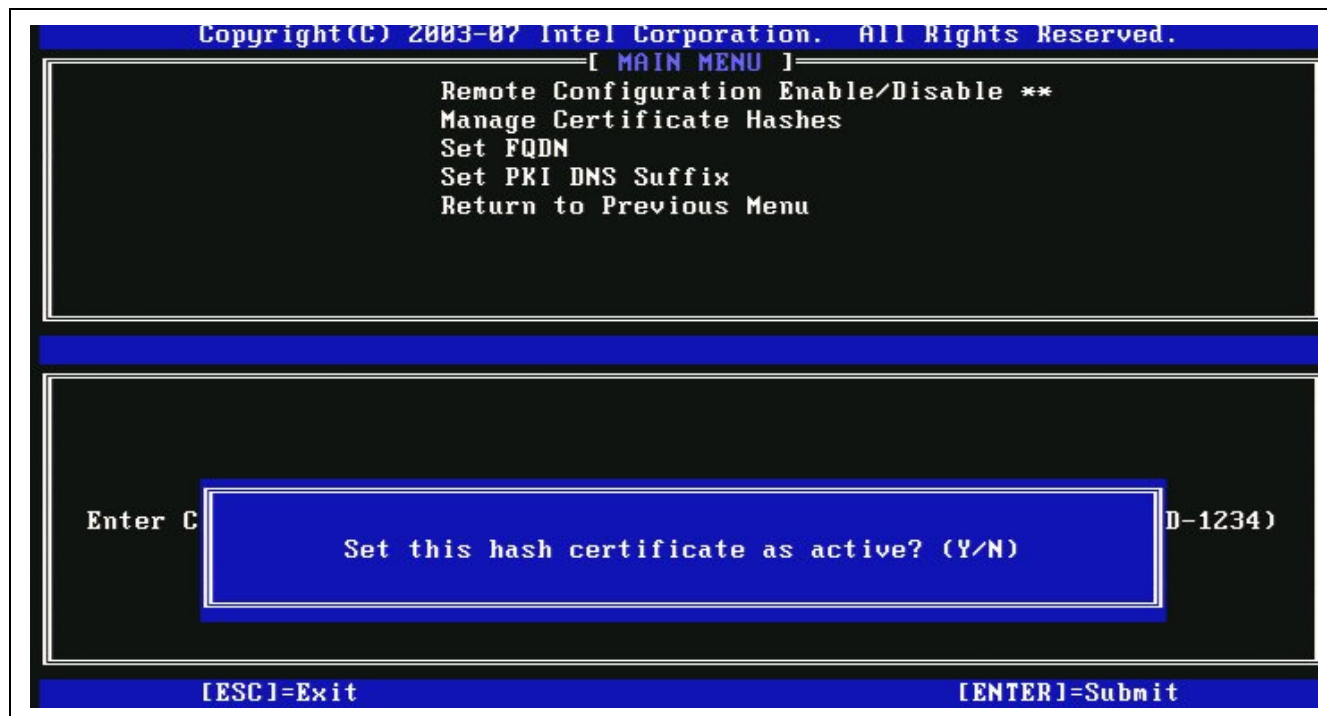 Copyright(C) 2003-07 Intel Corporation. All Rights Reserved.
[ MAIN MENU ]
Remote Configuration Enable/Disable **
Manage Certificate Hashes
Set FQDN
Set PKI DNS Suffix
Return to Previous Menu
Enter C
D-1234)
Set this hash certificate as active? (Y/N)
[ESC]=Exit [ENTER]=Submit